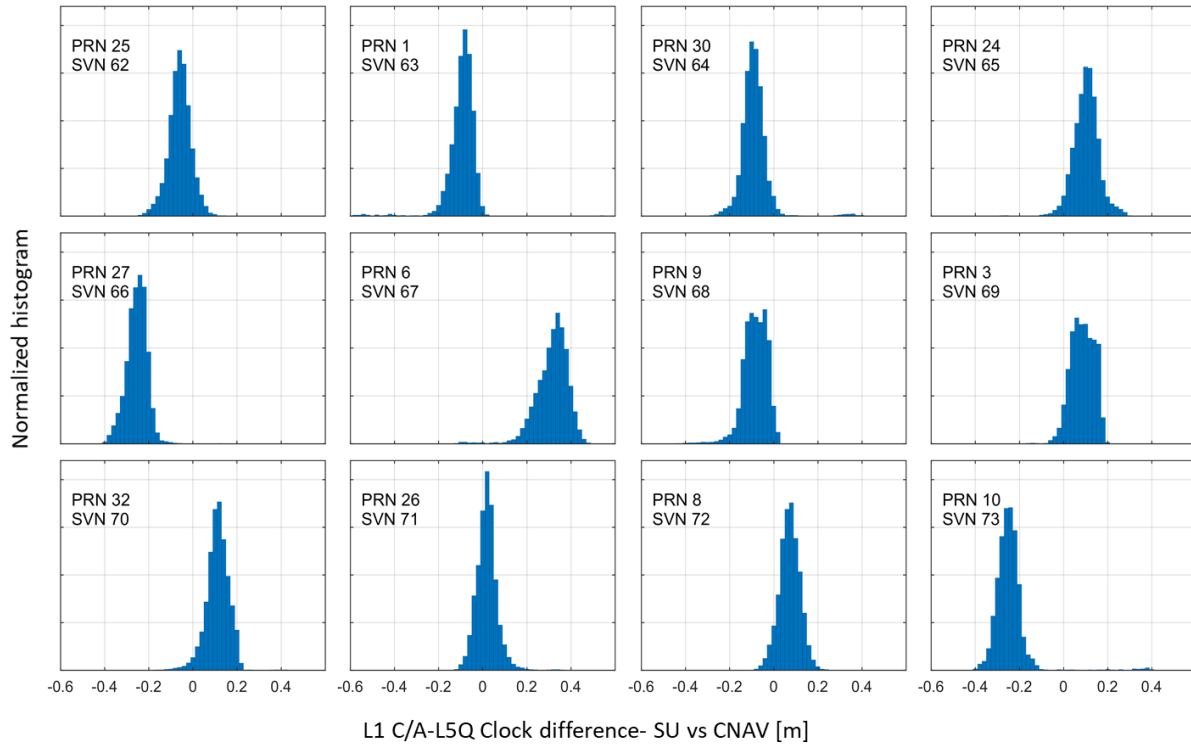 PRN 25
SVN 62
PRN 1
SVN 63
PRN 30
SVN 64
PRN 24
SVN 65
PRN 27
SVN 66
PRN 6
SVN 67
PRN 9
SVN 68
PRN 3
SVN 69
PRN 32
SVN 70
PRN 26
SVN 71
PRN 8
SVN 72
PRN 10
SVN 73
Normalized histogram
-0.6 -0.4 -0.2 0 0.2 0.4 -0.6 -0.4 -0.2 0 0.2 0.4 -0.6 -0.4 -0.2 0 0.2 0.4 -0.6 -0.4 -0.2 0 0.2 0.4
L1 C/A-L5Q Clock difference- SU vs CNAV [m]